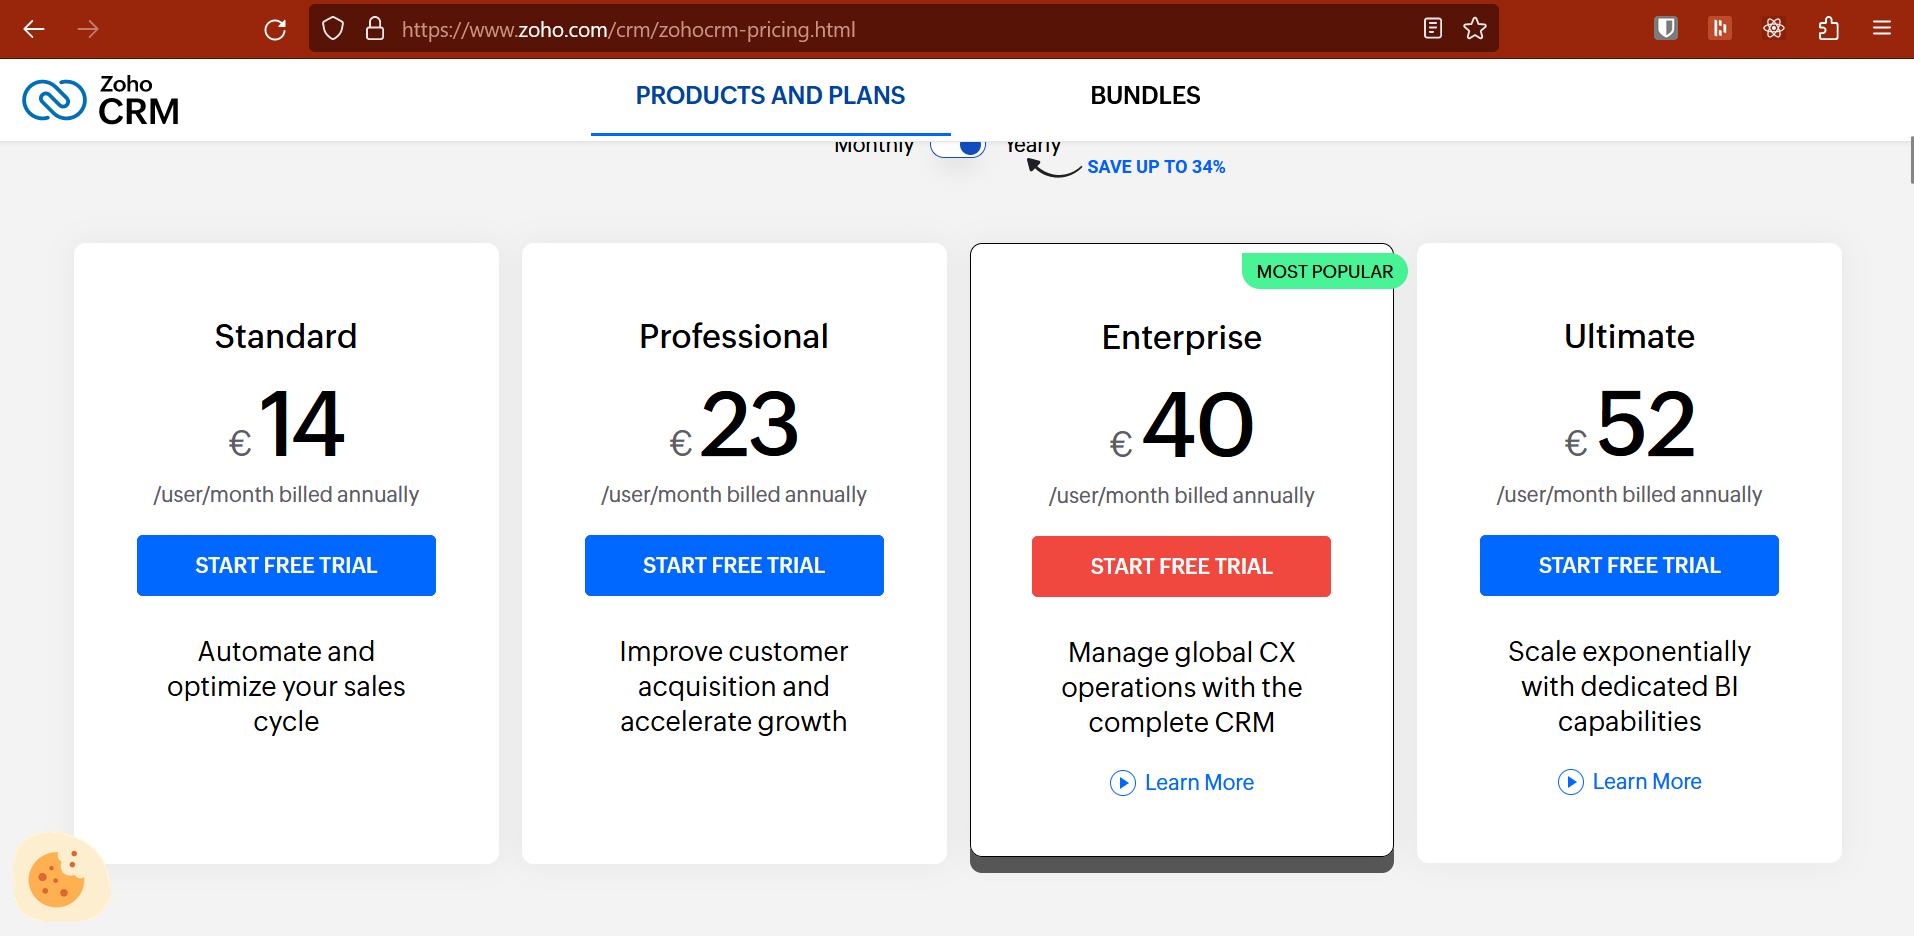 https://www.zoho.com/crm/zohocrm-pricing.html
Zoho
CRM
PRODUCTS AND PLANS
BUNDLES
Monthly
Yearly
SAVE UP TO 34%
Standard
€ 14
/user/month billed annually
START FREE TRIAL
Automate and
optimize your sales
cycle
Professional
€ 23
/user/month billed annually
START FREE TRIAL
Improve customer
acquisition and
accelerate growth
MOST POPULAR
Enterprise
€ 40
/user/month billed annually
START FREE TRIAL
Manage global CX
operations with the
complete CRM
Learn More
Ultimate
€ 52
/user/month billed annually
START FREE TRIAL
Scale exponentially
with dedicated BI
capabilities
Learn More